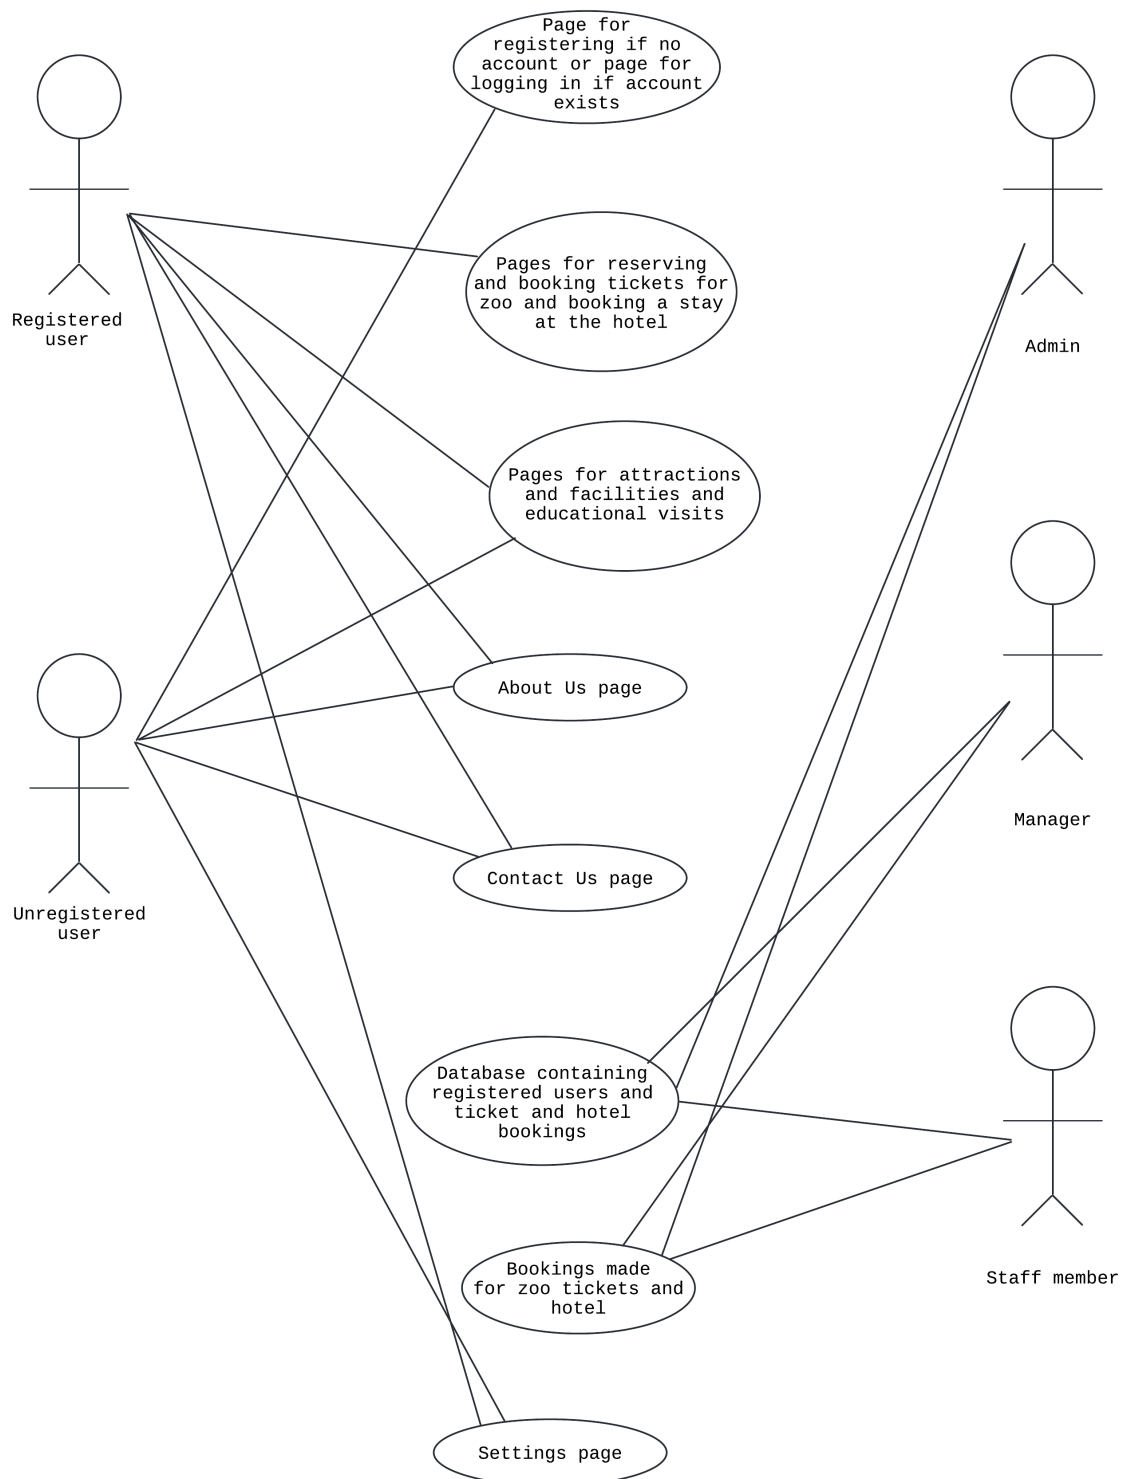 Page for
registering if no
account or page for
logging in if account
exists
Registered
user
Pages for reserving
and booking tickets for
zoo and booking a stay
at the hotel
Admin
Pages for attractions
and facilities and
educational visits
About Us page
Manager
Contact Us page
Unregistered
user
Database containing
registered users and
ticket and hotel
bookings
Bookings made
for zoo tickets and
hotel
Staff member
Settings page